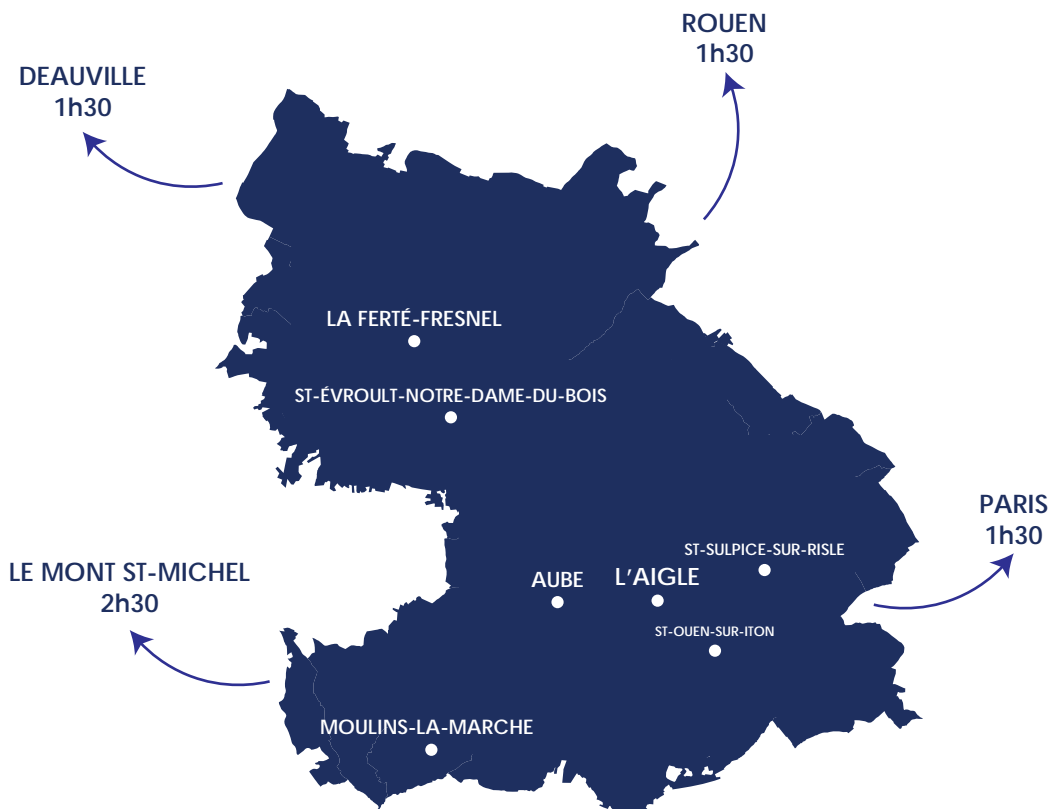 ROUEN
1h30
DEAUVILLE
1h30
LA FERTÉ-FRESNEL
ST-ÉVROULT-NOTRE-DAME-DU-BOIS
PARIS
1h30
ST-SULPICE-SUR-RISLE
LE MONT ST-MICHEL
2h30
AUBE
L'AIGLE
ST-OUEN-SUR-ITON
MOULINS-LA-MARCHE